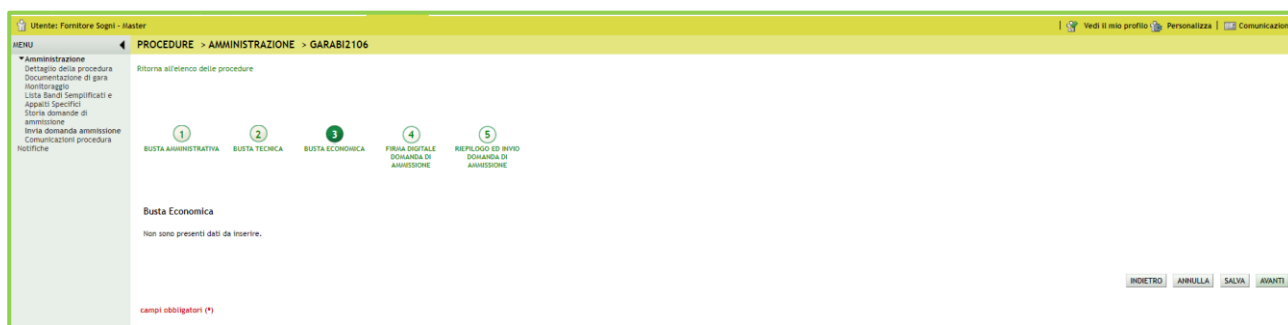 Utente: Fornitore Sogni - Master
Vedi il mio profilo
Personalizza
Comunicazion
MENU
PROCEDURE > AMMINISTRAZIONE > GARABI2106
Amministrazione
Dettaglio della procedura
Documentazione di gara
Monitoraggio
Lista Bandi Semplificati e
Appalti Specifici
Storia domande di
ammissione
Invia domanda ammissione
Comunicazioni procedura
Notifiche
Ritorna all'elenco delle procedure
1
BUSTA AMMINISTRATIVA
2
BUSTA TECNICA
3
BUSTA ECONOMICA
4
FIRMA DIGITALE
DOMANDA DI
AMMISSIONE
5
RIEPILOGO ED INVIO
DOMANDA DI
AMMISSIONE
Busta Economica
Non sono presenti dati da inserire.
INDIETRO
ANNULLA
SALVA
AVANTI
campi obbligatori (*)